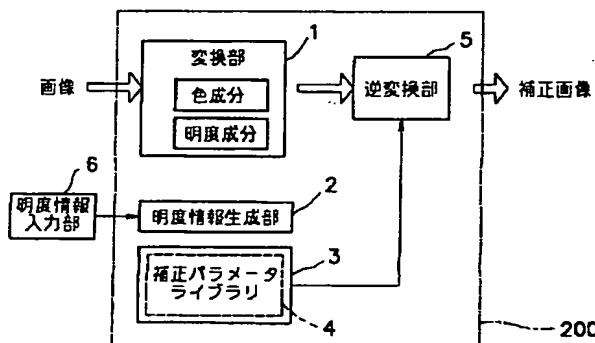 1
5
変換部
画像
色成分
明度成分
逆変換部
補正画像
6
明度情報
入力部
2
明度情報生成部
3
補正パラメータ
ライブラリ
4
200